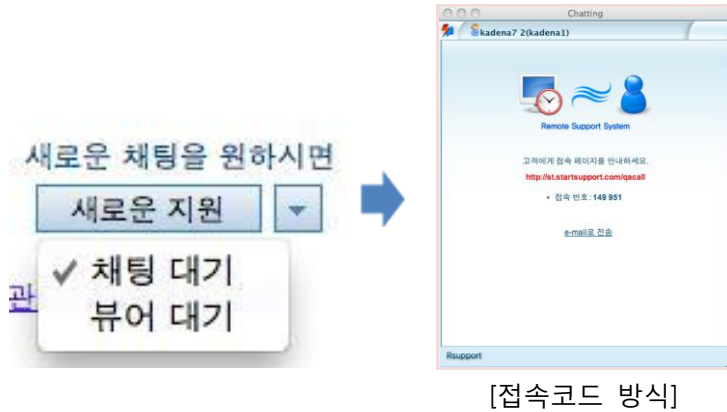 새로운 채팅을 원하시면
새로운 지원
✓ 채팅 대기
뷰어 대기
관
Chatting
kadena7 2(kadena1)
Remote Support System
고객에게 접속 페이지를 안내하세요.
http://st.startsupport.com/qacall
• 접속 번호 : 149 951
e-mail로 전송
Rsupport
[접속코드 방식]